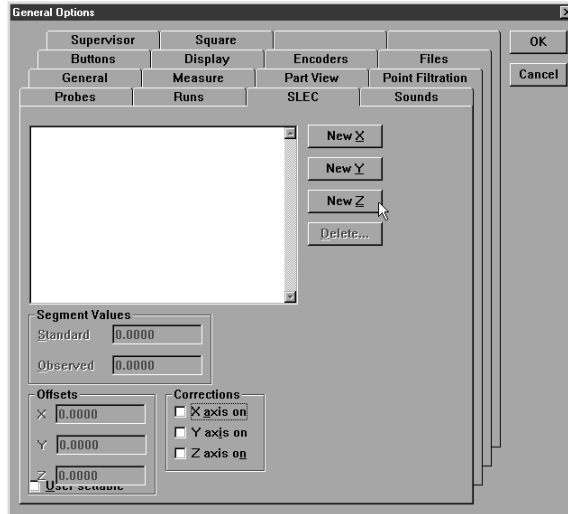 General Options
Supervisor Square
Buttons Display Encoders Files
General Measure Part View Point Filtration
Probes Runs SLEC Sounds
OK
Cancel
New X
New Y
New Z
Delete...
Segment Values
Standard 0.0000
Observed 0.0000
Offsets
X 0.0000
Y 0.0000
Z 0.0000
User settable
Corrections
X axis on
Y axis on
Z axis on